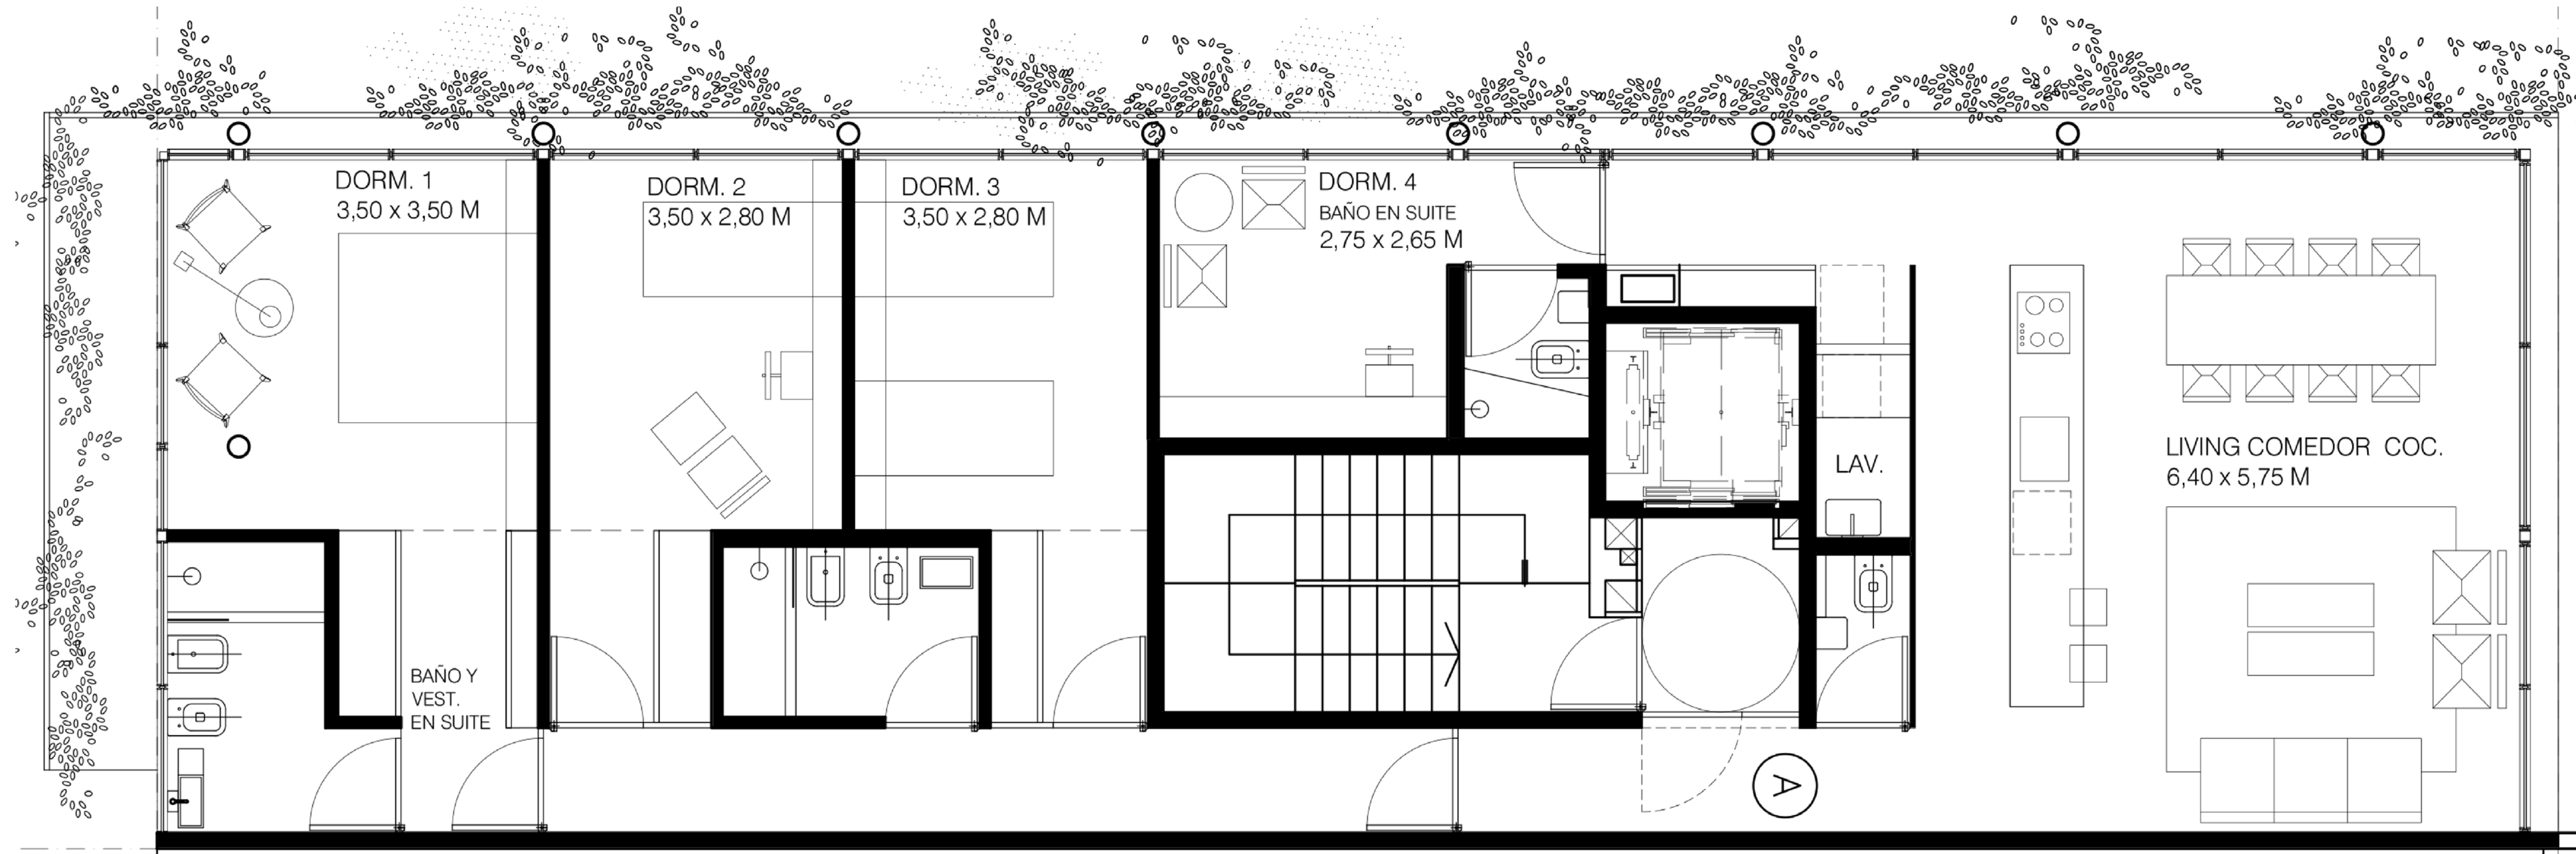 DORM. 1
3,50 x 3,50 M
DORM. 2
3,50 x 2,80 M
DORM. 3
3,50 x 2,80 M
DORM. 4
BAÑO EN SUITE
2,75 x 2,65 M
LAV.
LIVING COMEDOR COC.
6,40 x 5,75 M
BAÑO Y
VEST.
EN SUITE
A